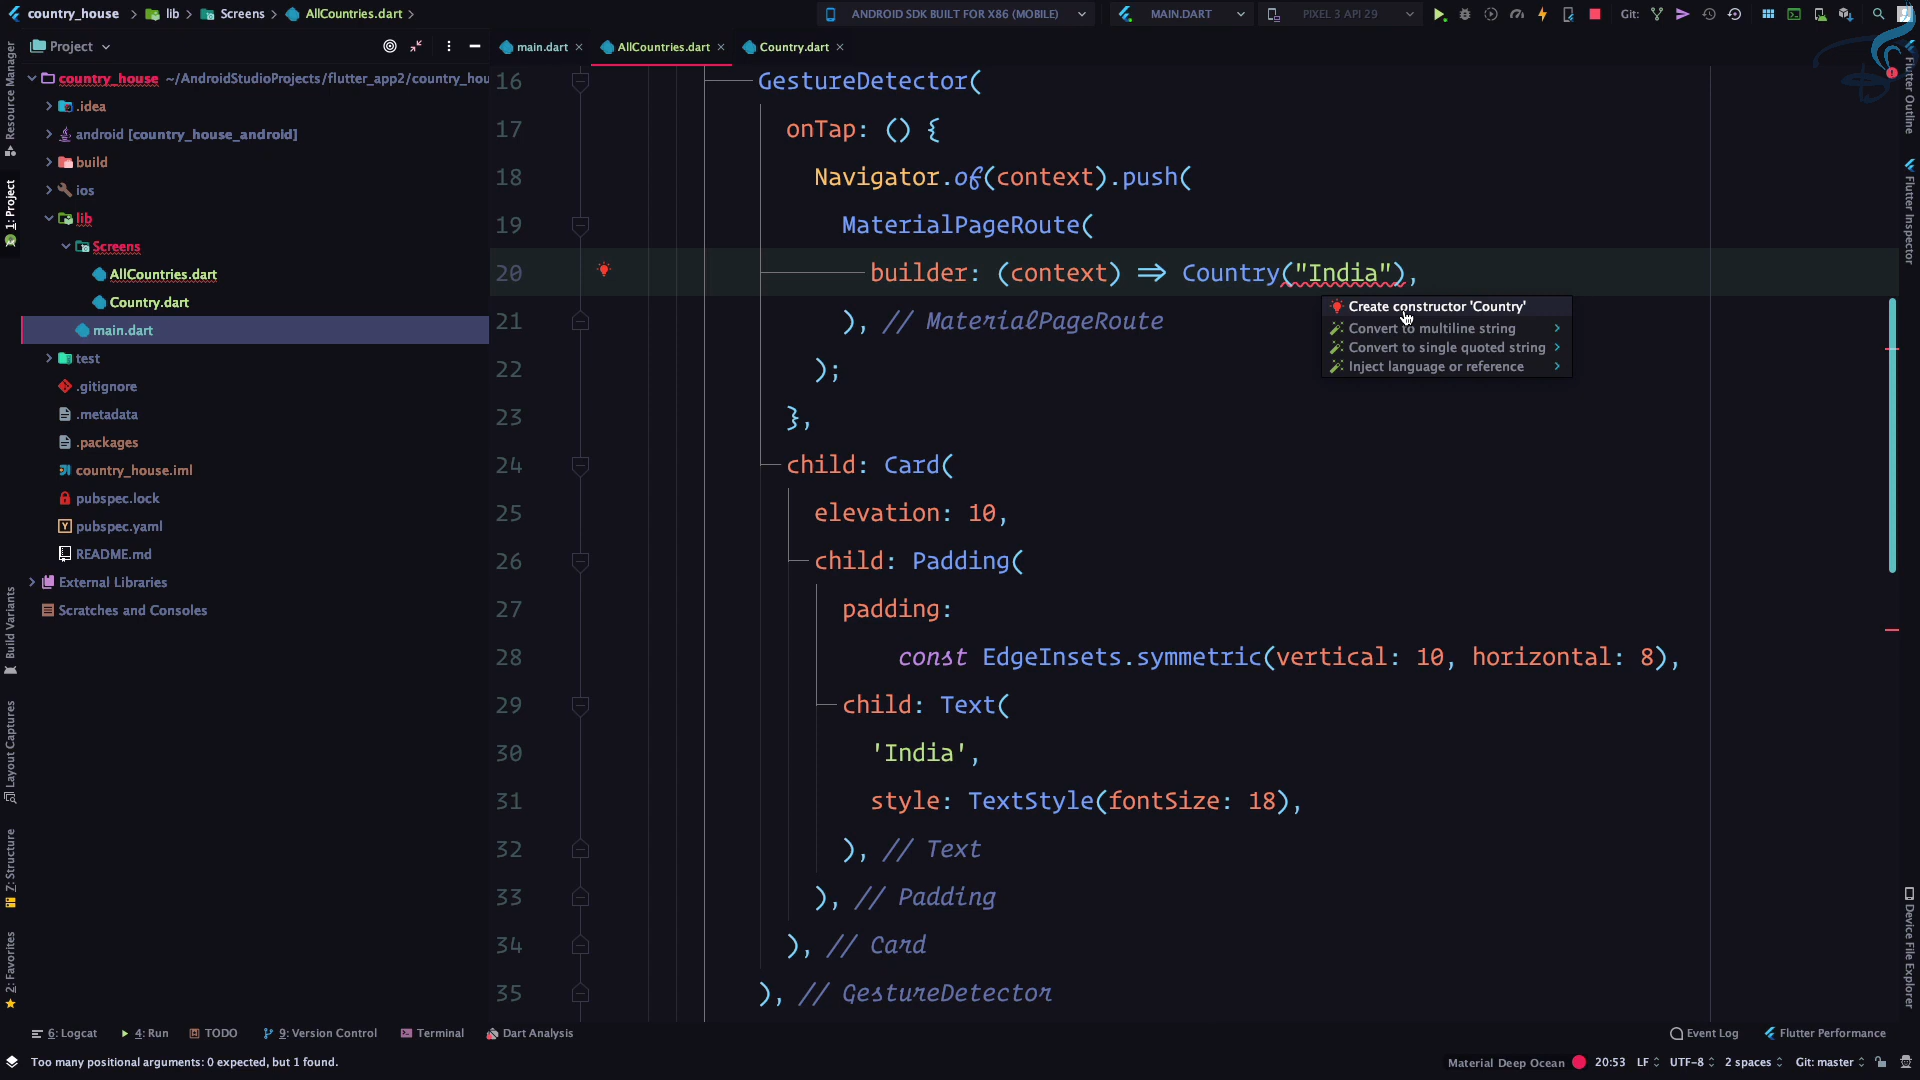 country_house
lib
Screens
AllCountries.dart
ANDROID SDK BUILT FOR X86 (MOBILE)
MAIN.DART
PIXEL 3 API 29
Git:
Project
main.dart
AllCountries.dart
Country.dart
country_house ~/AndroidStudioProjects/flutter_app2/country_hou
.idea
android [country_house_android]
build
ios
lib
Screens
AllCountries.dart
Country.dart
main.dart
test
.gitignore
.metadata
.packages
country_house.iml
pubspec.lock
pubspec.yaml
README.md
External Libraries
Scratches and Consoles
Resource Manager
1: Project
Build Variants
Layout Captures
Z: Structure
2: Favorites
16 GestureDetector(
17 onTap: () {
18 Navigator.of(context).push(
19 MaterialPageRoute(
20 builder: (context) => Country("India"),
21 ), // MaterialPageRoute
22 );
23 },
24 child: Card(
25 elevation: 10,
26 child: Padding(
27 padding:
28 const EdgeInsets.symmetric(vertical: 10, horizontal: 8),
29 child: Text(
30 'India',
31 style: TextStyle(fontSize: 18),
32 ), // Text
33 ), // Padding
34 ), // Card
35 ), // GestureDetector
Create constructor 'Country'
Convert to multiline string
Convert to single quoted string
Inject language or reference
Flutter Outline
Flutter Inspector
Device File Explorer
6: Logcat
4: Run
TODO
9: Version Control
Terminal
Dart Analysis
Event Log
Flutter Performance
Too many positional arguments: 0 expected, but 1 found.
Material Deep Ocean
20:53
LF
UTF-8
2 spaces
Git: master